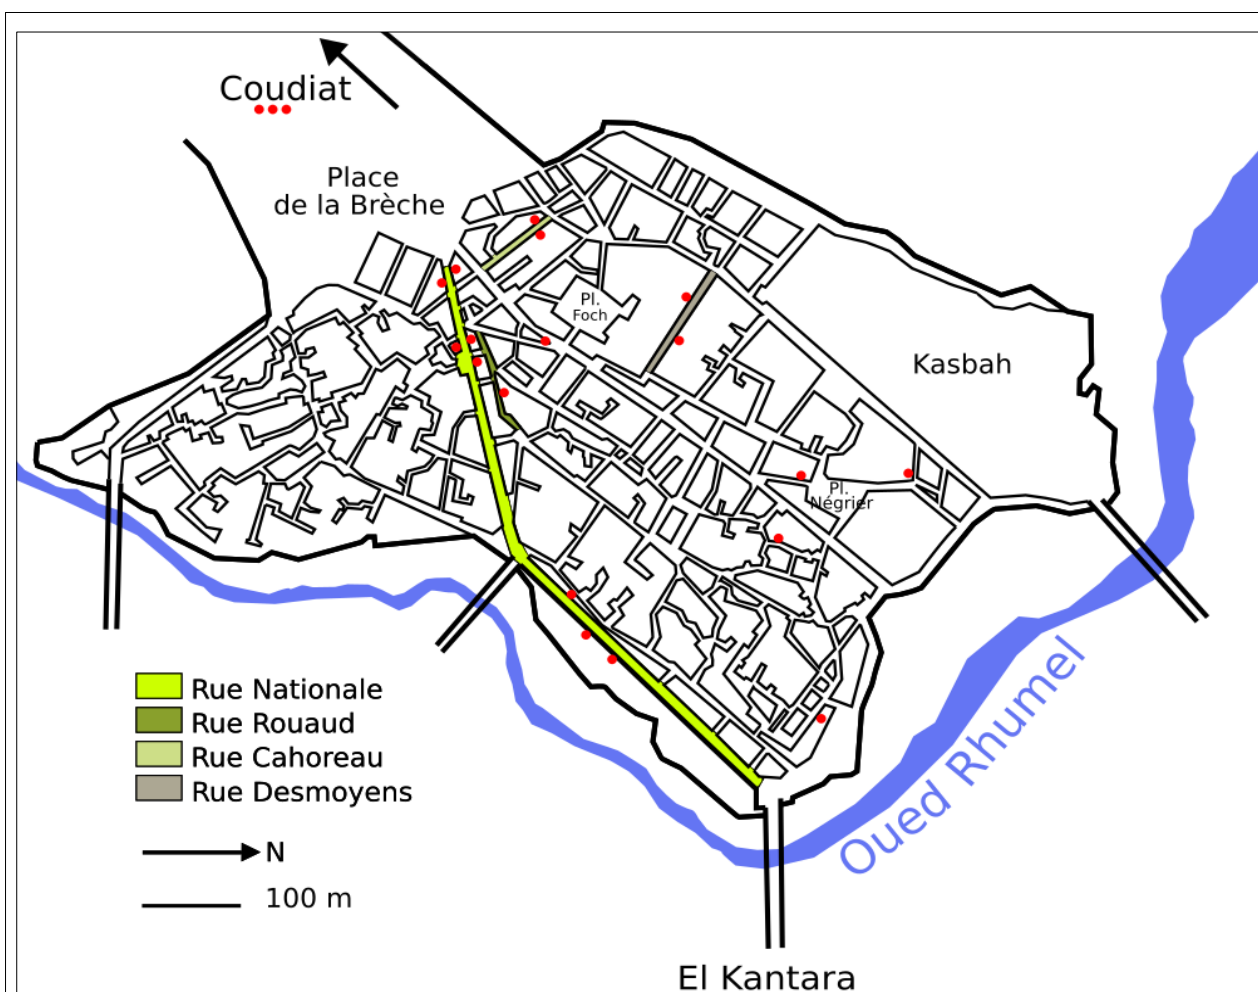 Coudiat
Place
de la Brèche
Pl.
Foch
Kasbah
Pl.
Négrier
Rue Nationale
Rue Rouaud
Rue Cahoreau
Rue Desmoyens
N
100 m
Oued Rhumel
El Kantara